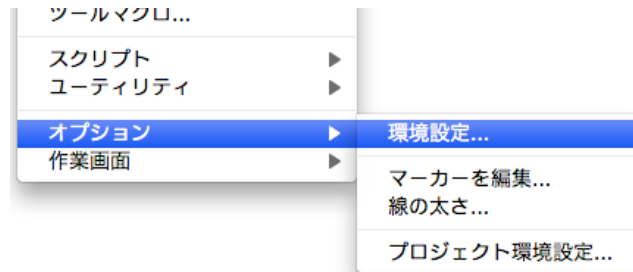 ツールマクロ...
スクリプト
ユーティリティ
オプション
作業画面
環境設定...
マーカーを編集...
線の太さ...
プロジェクト環境設定...